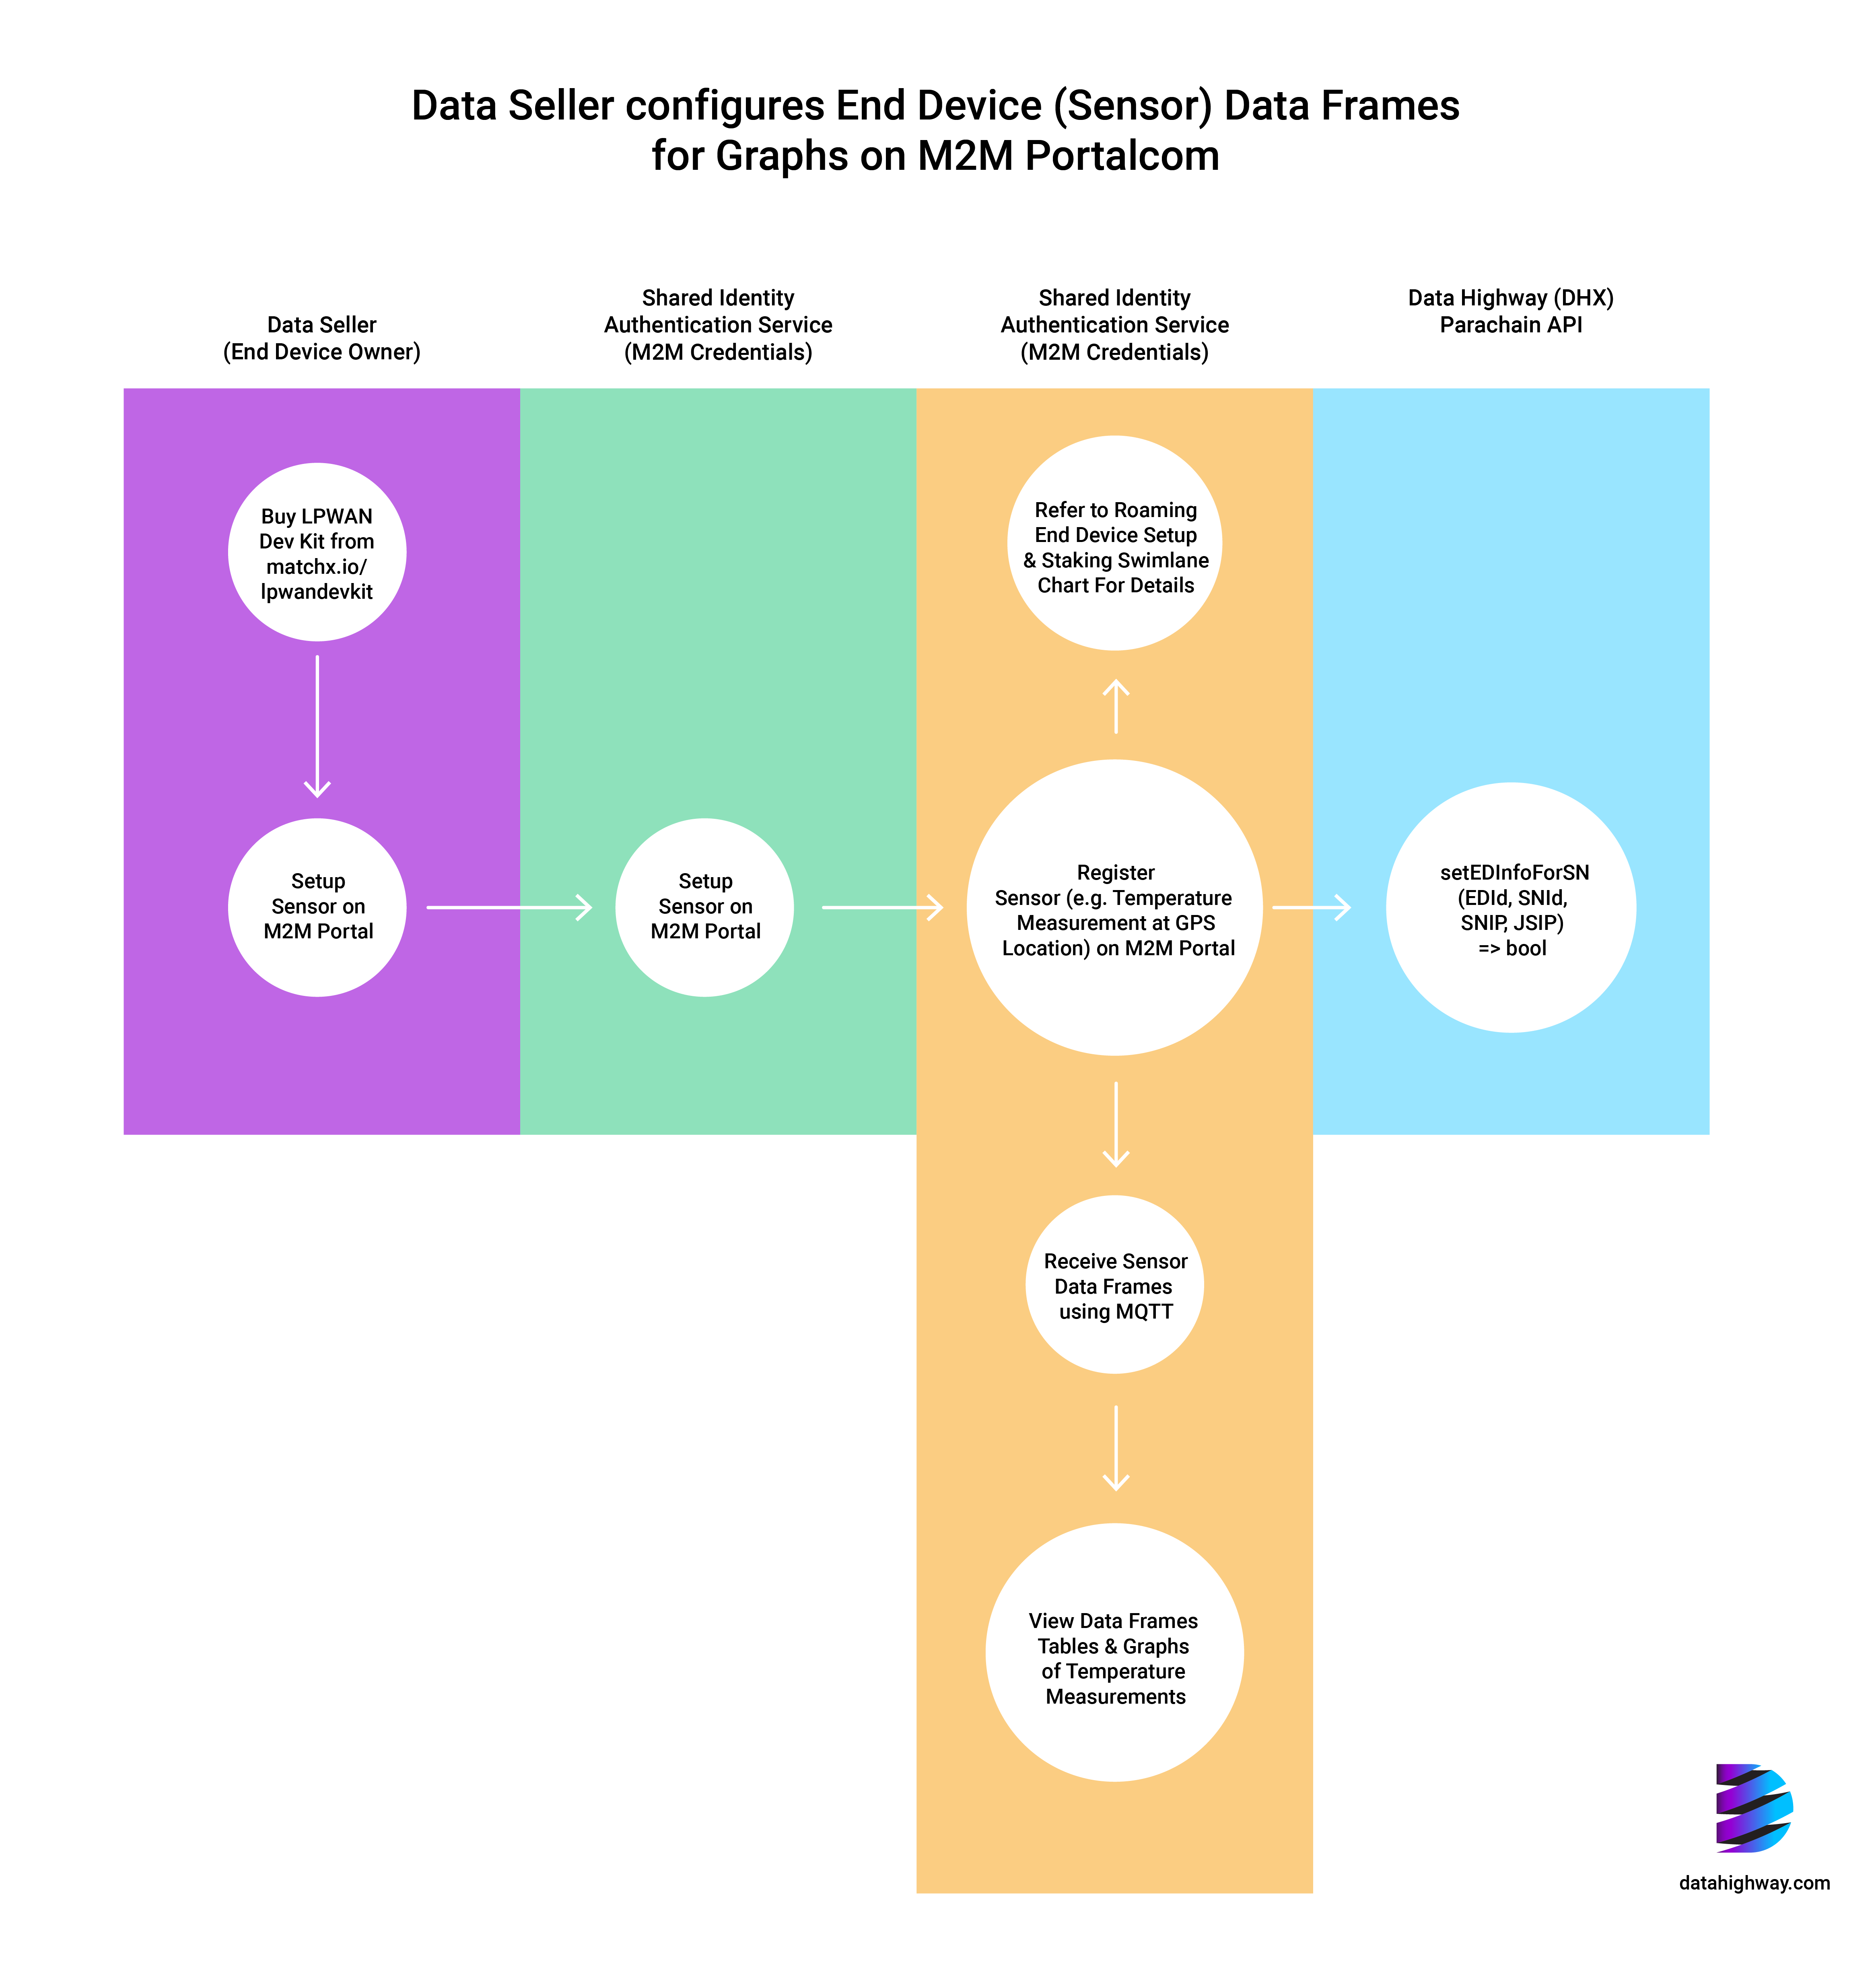 Data Seller configures End Device (Sensor) Data Frames
for Graphs on M2M Portalcom
Data Seller
(End Device Owner)
Shared Identity
Authentication Service
(M2M Credentials)
Shared Identity
Authentication Service
(M2M Credentials)
Data Highway (DHX)
Parachain API
Buy LPWAN
Dev Kit from
matchx.io/
lpwandevkit
Refer to Roaming
End Device Setup
& Staking Swimlane
Chart For Details
Setup
Sensor on
M2M Portal
Setup
Sensor on
M2M Portal
Register
Sensor (e.g. Temperature
Measurement at GPS
Location) on M2M Portal
setEDInfoForSN
(EDId, SNId,
SNIP, JSIP)
=> bool
Receive Sensor
Data Frames
using MQTT
View Data Frames
Tables & Graphs
of Temperature
Measurements
datahighway.com